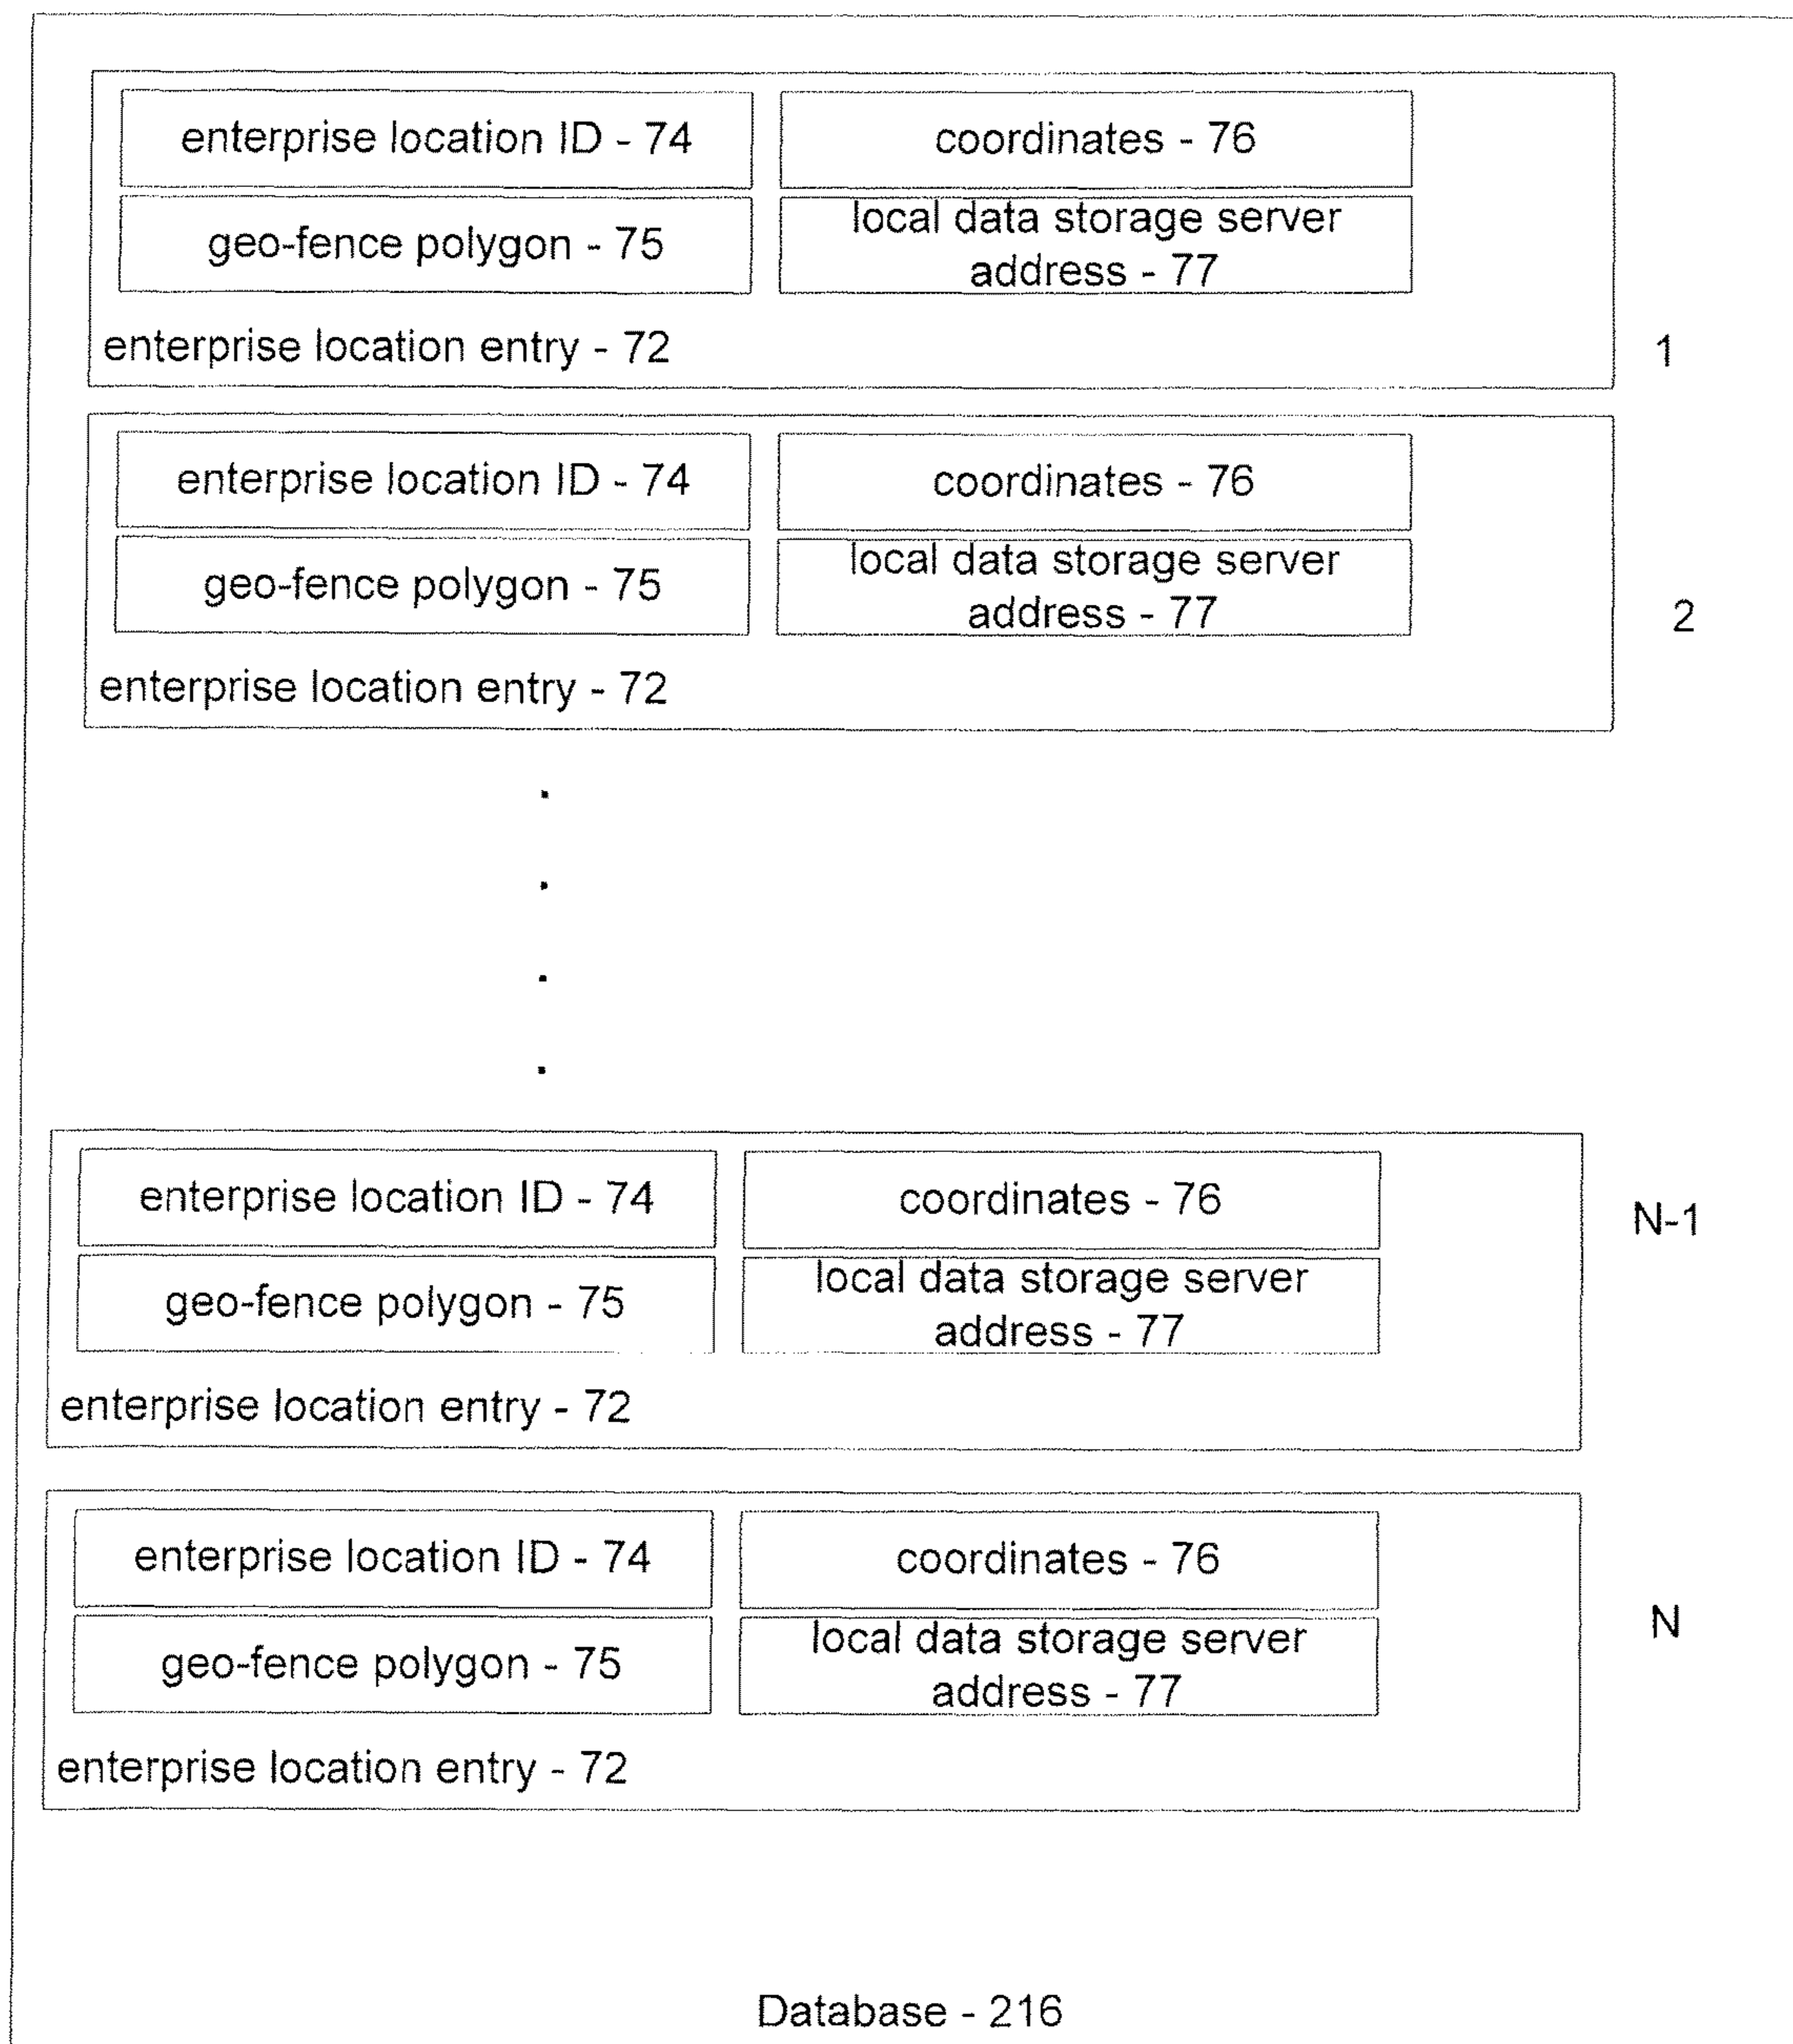 enterprise location ID - 74
coordinates - 76
geo-fence polygon - 75
local data storage server
address - 77
enterprise location entry - 72
1
enterprise location ID - 74
coordinates - 76
geo-fence polygon - 75
local data storage server
address - 77
2
enterprise location entry - 72
.
.
.
.
enterprise location ID - 74
coordinates - 76
N-1
geo-fence polygon - 75
local data storage server
address - 77
enterprise location entry - 72
enterprise location ID - 74
coordinates - 76
N
geo-fence polygon - 75
local data storage server
address - 77
enterprise location entry - 72
Database - 216